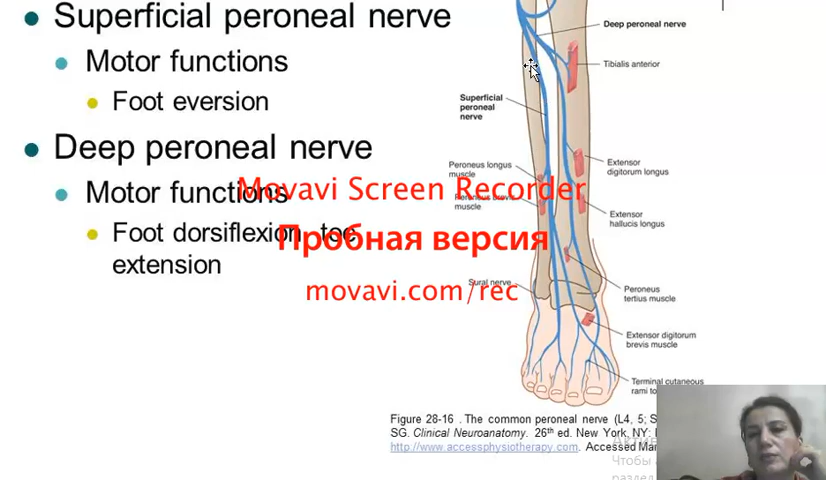 Superficial peroneal nerve
Motor functions
Foot eversion
Deep peroneal nerve
Motor functions
Foot dorsiflexion, toe
extension
Deep peroneal nerve
Tibialis anterior
Superficial
peroneal
nerve
Peroneus longus
muscle
Extensor
digitorum longus
muscle
Extensor
hallucis longus
Sural nerve
Peroneus
tertius muscle
Extensor digitorum
brevis muscle
Terminal cutaneous
rami to
Movavi Screen Recorder
Пробная версия
movavi.com/rec
Figure 28-16 . The common peroneal nerve (L4, 5; S
SG. Clinical Neuroanatomy. 26th ed. New York, NY:
http://www.accessphysiotherapy.com. Accessed Mar
Чтобы
раздел